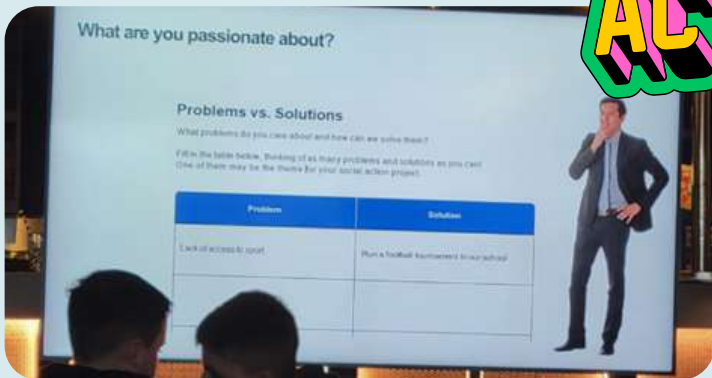 What are you passionate about?
AC
Problems vs. Solutions
What problems do you care about and how can we solve them?
Fill in the table below, thinking of as many problems and solutions as you can!
One of them may be the theme for your social action project.
Problem
Solution
Lack of access to sport
Run a football tournament in our school